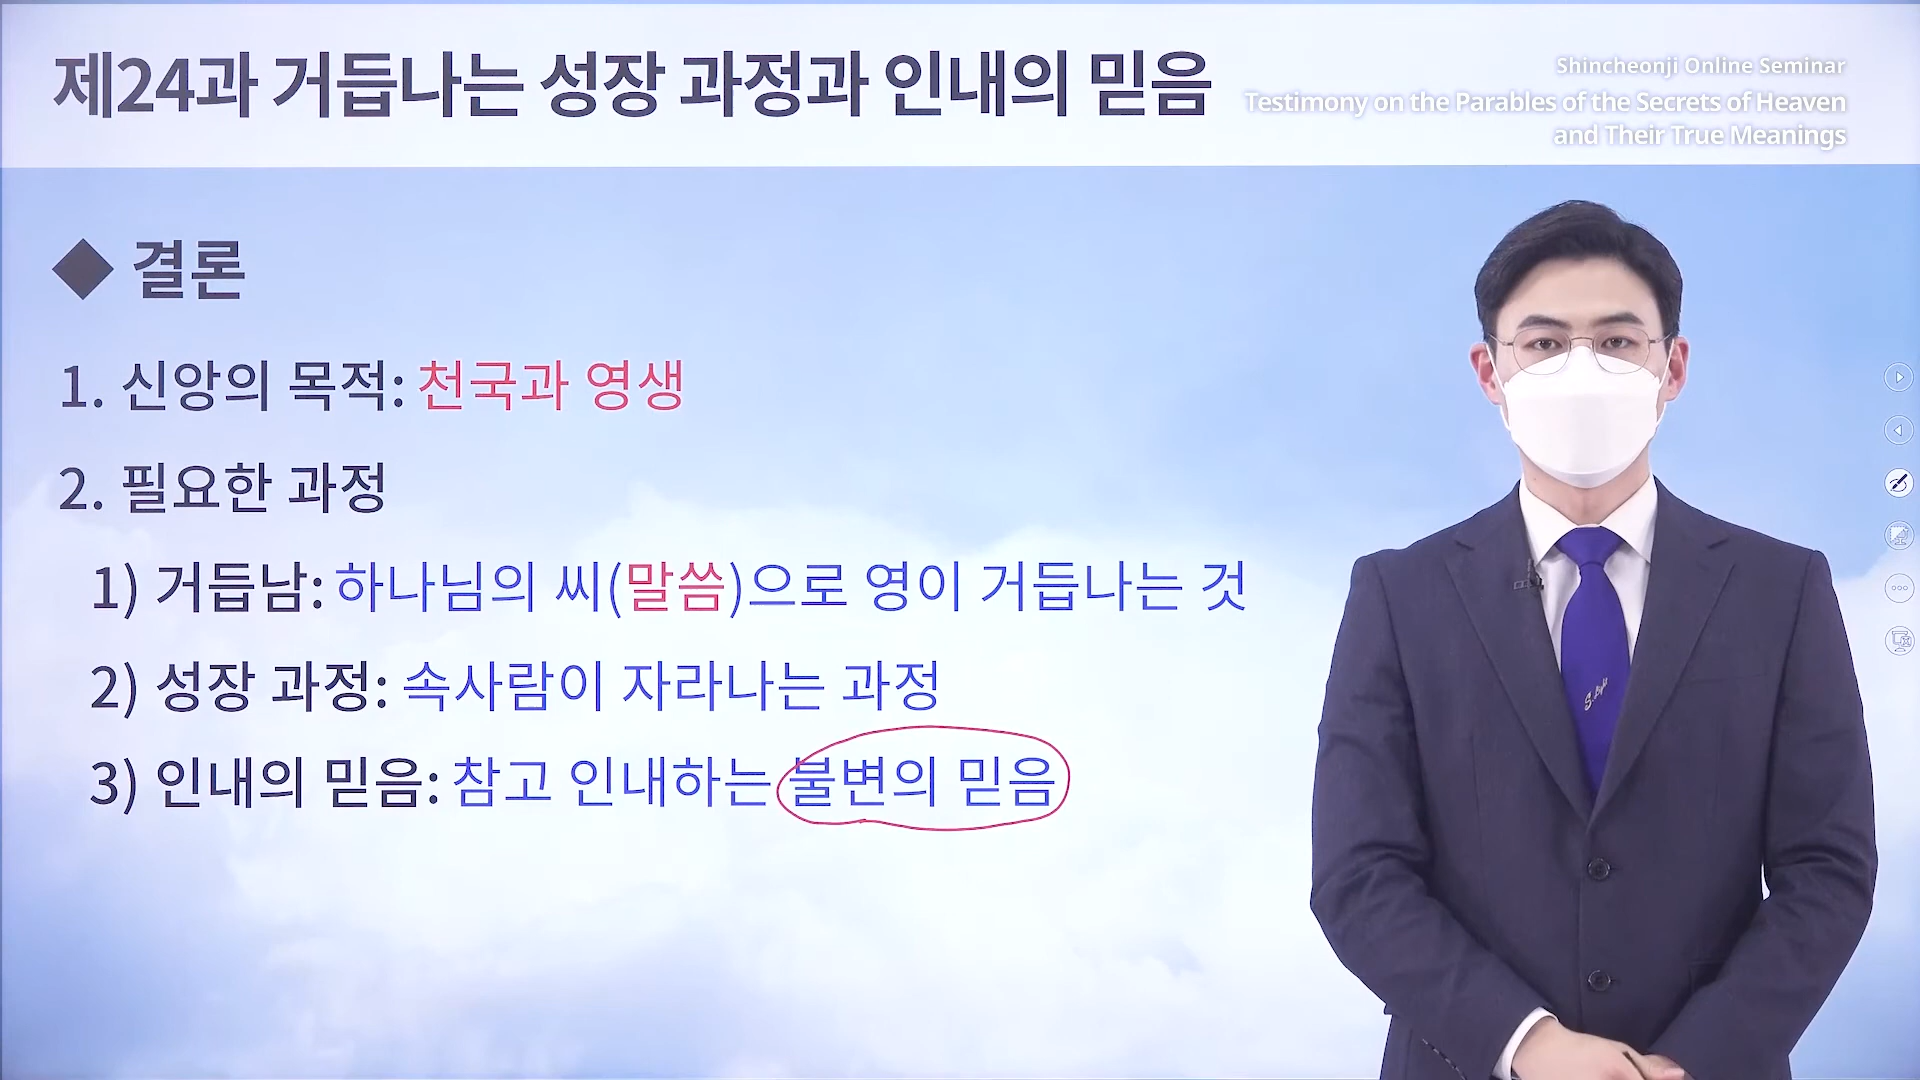 제24과 거듭나는 성장 과정과 인내의 믿음
Shincheonji Online Seminar
Testimony on the Parables of the Secrets of Heaven
and Their True Meanings
◆ 결론
1. 신앙의 목적: 천국과 영생
2. 필요한 과정
1) 거듭남: 하나님의 씨(말씀)으로 영이 거듭나는 것
2) 성장 과정: 속사람이 자라나는 과정
3) 인내의 믿음: 참고 인내하는 불변의 믿음